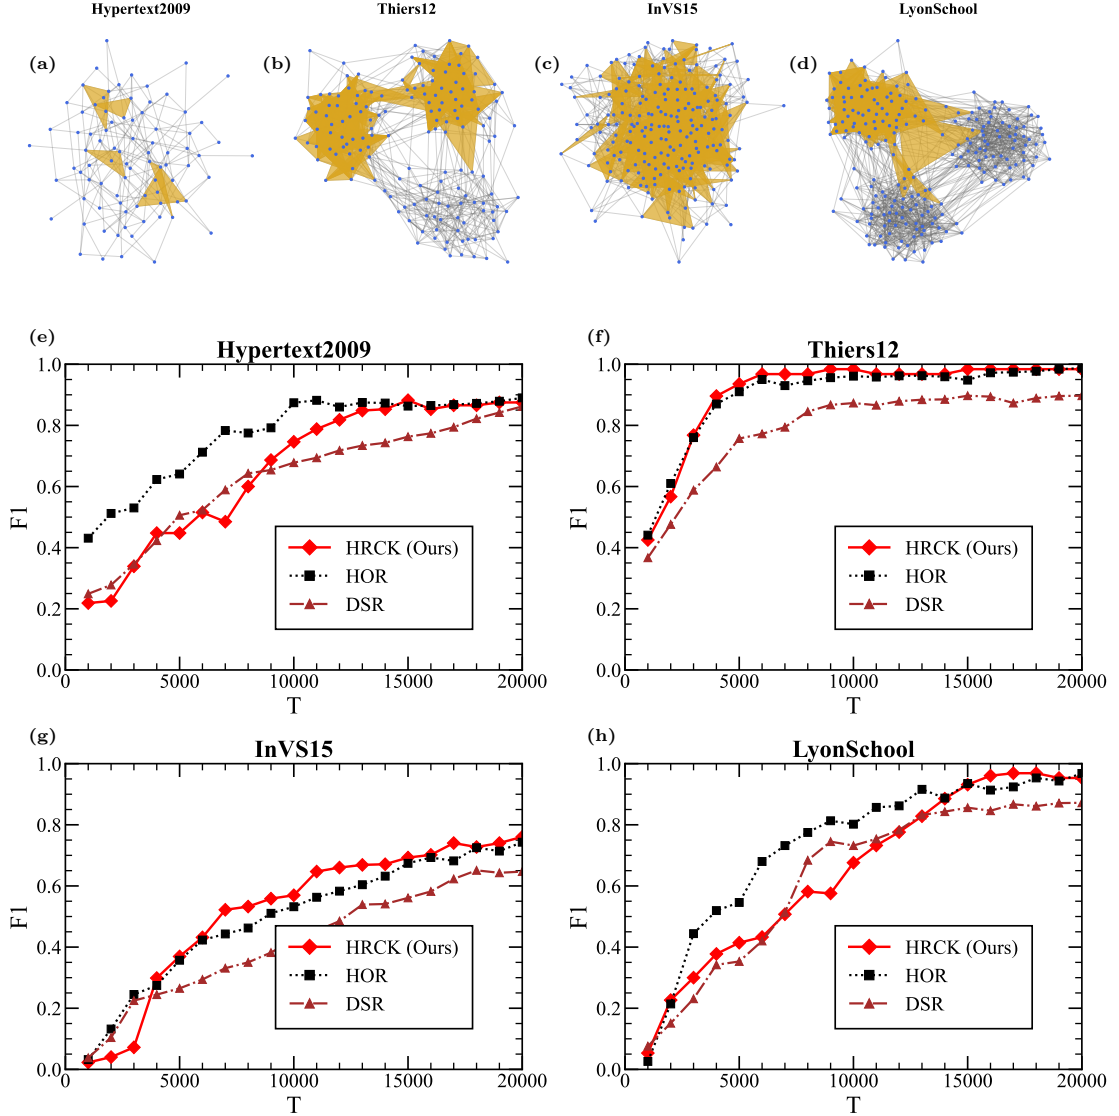 Hypertext2009 Thiers12 InVS15 LyonSchool
(a) (b) (c) (d)
(e) (f)
Hypertext2009 Thiers12
1.0
0.8
0.6
0.4
0.2
0.0
F1
HRCK (Ours)
HOR
DSR
0 5000 10000 15000 20000
T
1.0
0.8
0.6
0.4
0.2
0.0
F1
HRCK (Ours)
HOR
DSR
0 5000 10000 15000 20000
T
(g) (h)
InVS15 LyonSchool
1.0
0.8
0.6
0.4
0.2
0.0
F1
HRCK (Ours)
HOR
DSR
0 5000 10000 15000 20000
T
1.0
0.8
0.6
0.4
0.2
0.0
F1
HRCK (Ours)
HOR
DSR
0 5000 10000 15000 20000
T